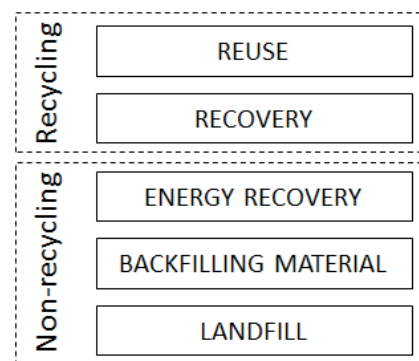 Recycling
REUSE
RECOVERY
Non-recycling
ENERGY RECOVERY
BACKFILLING MATERIAL
LANDFILL